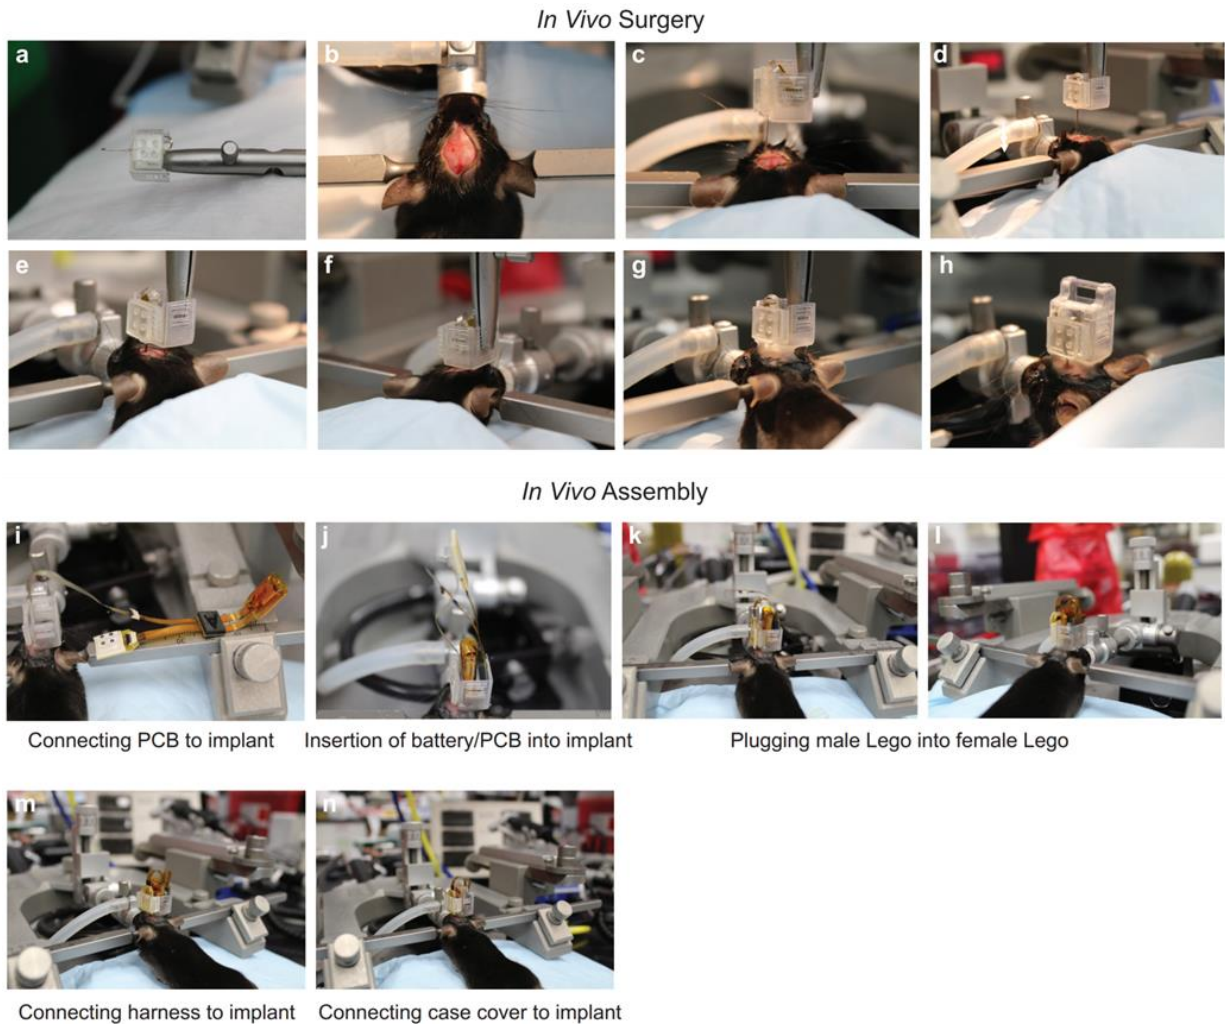 In Vivo Surgery
a
b
c
d
e
f
g
h
In Vivo Assembly
i
j
k
l
Connecting PCB to implant
Insertion of battery/PCB into implant
Plugging male Lego into female Lego
m
n
Connecting harness to implant
Connecting case cover to implant